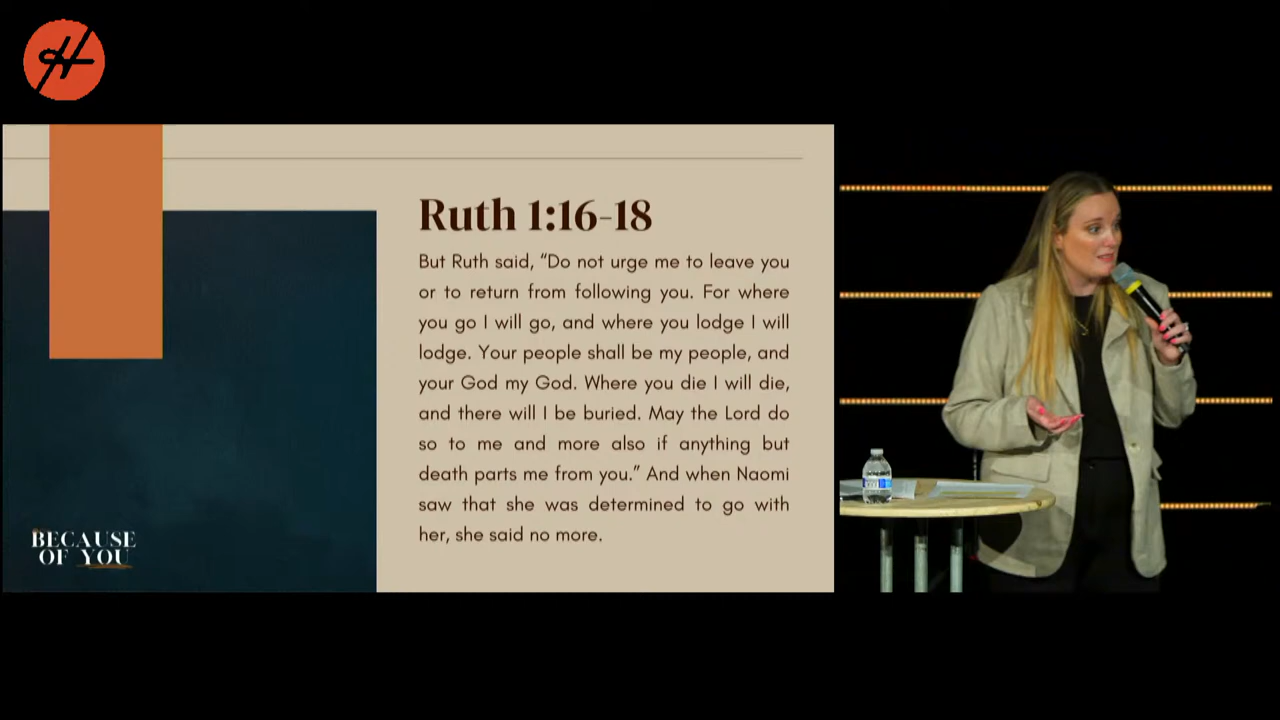 Ruth 1:16-18
But Ruth said, “Do not urge me to leave you
or to return from following you. For where
you go I will go, and where you lodge I will
lodge. Your people shall be my people, and
your God my God. Where you die I will die,
and there will I be buried. May the Lord do
so to me and more also if anything but
death parts me from you.” And when Naomi
saw that she was determined to go with
her, she said no more.
BECAUSE
OF YOU